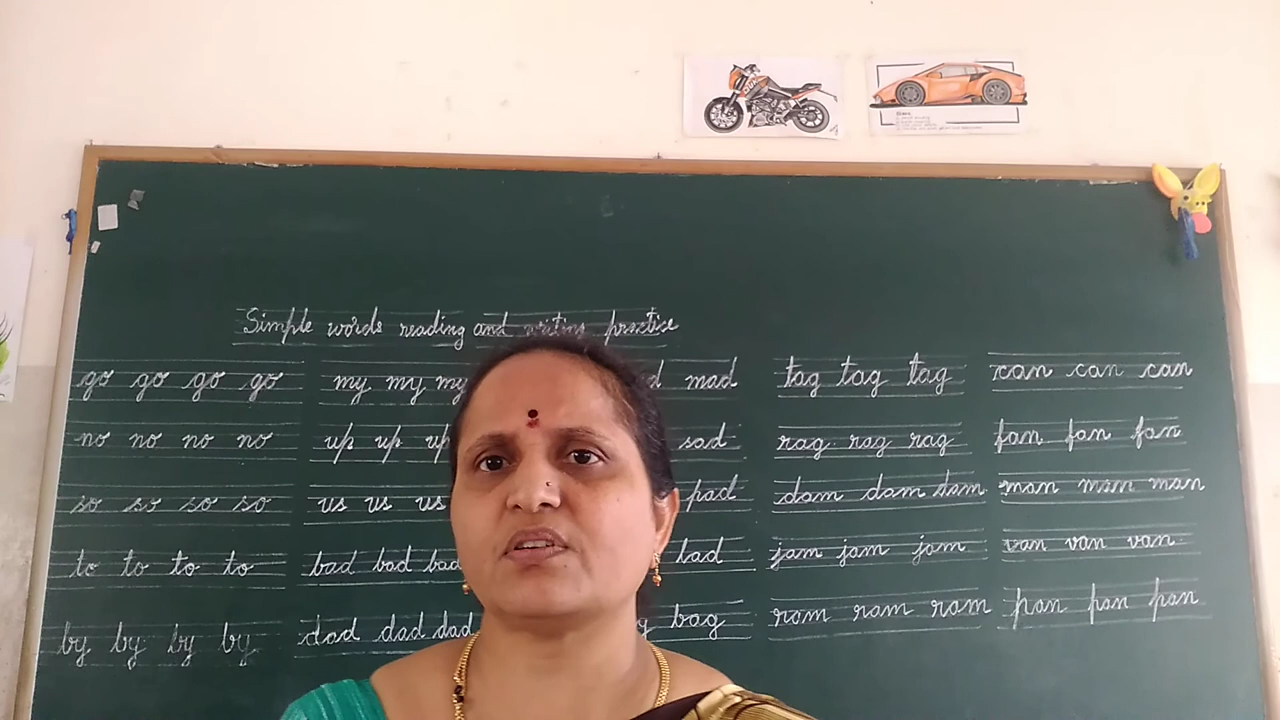 Simple words reading and writing practice
go go go go my my my mad tag tag tag can can can
no no no no up up up sad rag rag rag fan fan fan
so so so so us us us pad dam dam dam man man man
to to to to bad bad bad jam jam jam van van van
by by by by dad dad dad bag ram ram ram pan pan pan